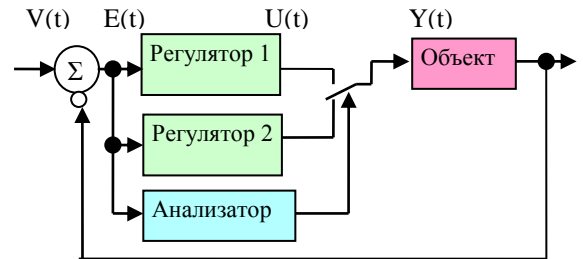 V(t) E(t) U(t) Y(t)
Σ
Регулятор 1
Объект
Регулятор 2
Анализатор